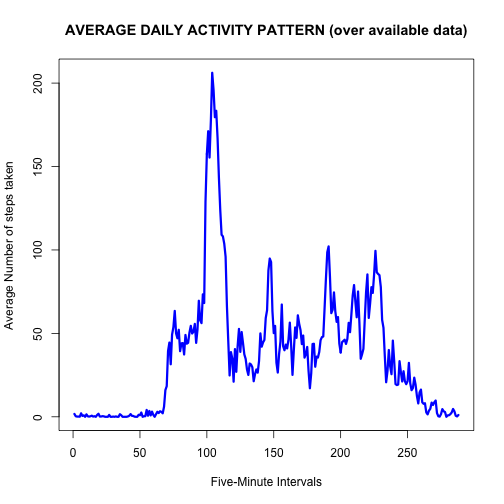 AVERAGE DAILY ACTIVITY PATTERN (over available data)
200
150
100
50
0
Average Number of steps taken
0 50 100 150 200 250
Five-Minute Intervals